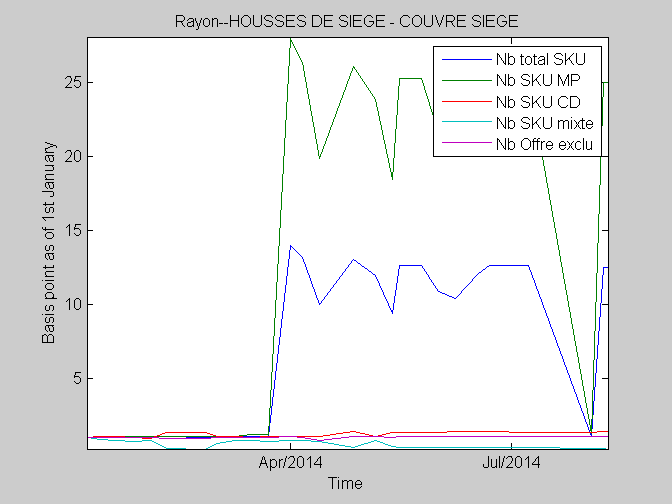 Rayon--HOUSSES DE SIEGE - COUVRE SIEGE
Nb total SKU
Nb SKU MP
Nb SKU CD
Nb SKU mixte
Nb Offre exclu
25
20
15
10
5
Basis point as of 1st January
Apr/2014
Jul/2014
Time